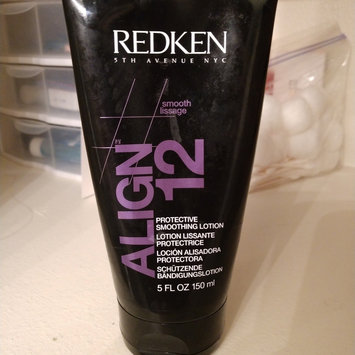 REDKEN
5TH AVENUE NYC
smooth
lissage
ALIGN
12
PROTECTIVE
SMOOTHING LOTION
LOTION LISSANTE
PROTECTRICE
LOCIÓN ALISADORA
PROTECTORA
SCHÜTZENDE
BÄNDIGUNGSLOTION
5 FL OZ 150 ml